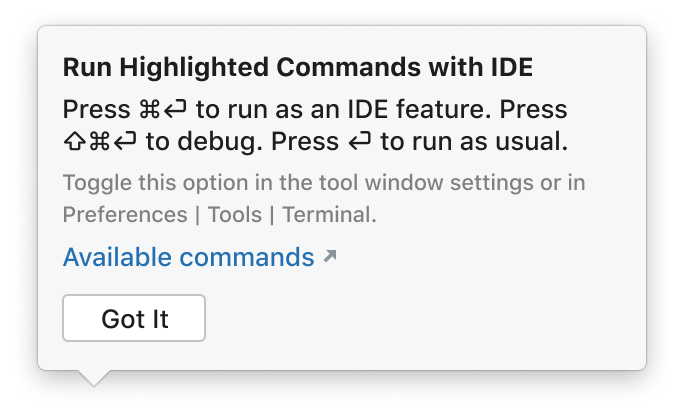 Run Highlighted Commands with IDE
Press ⌘⏎ to run as an IDE feature. Press
⇧⌘⏎ to debug. Press ⏎ to run as usual.
Toggle this option in the tool window settings or in
Preferences | Tools | Terminal.
Available commands ↗
Got It